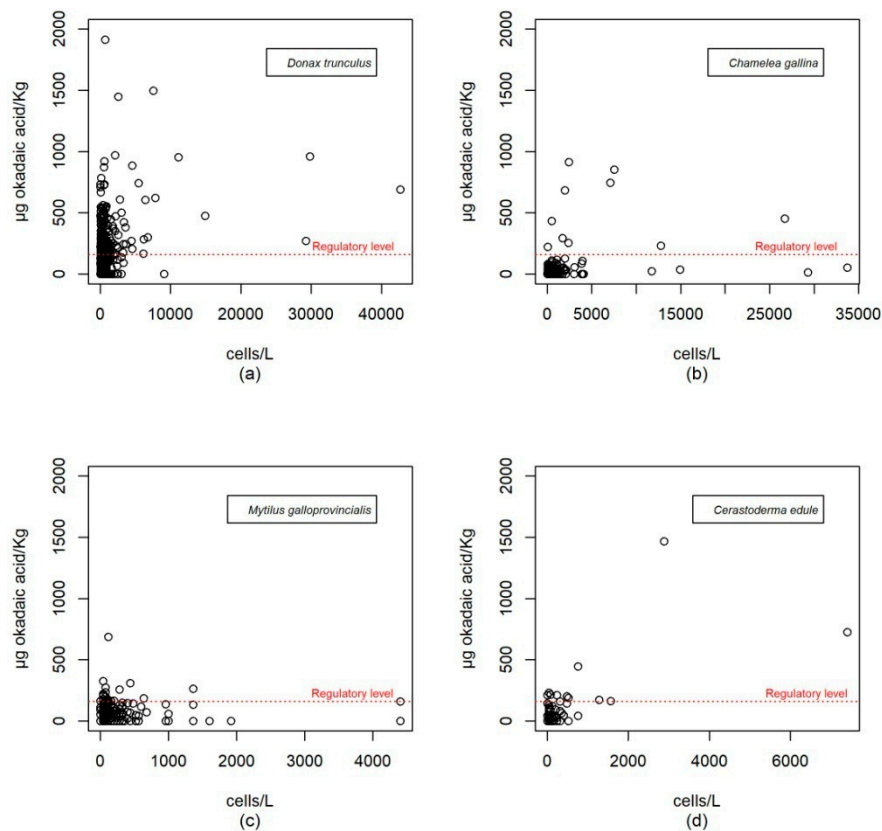 2000
1500
1000
500
0
µg okadaic acid/Kg
Donax trunculus
Regulatory level
0 10000 20000 30000 40000
cells/L
(a)
2000
1500
1000
500
0
µg okadaic acid/Kg
Chamelea gallina
Regulatory level
0 5000 15000 25000 35000
cells/L
(b)
2000
1500
1000
500
0
µg okadaic acid/Kg
Mytilus galloprovincialis
Regulatory level
0 1000 2000 3000 4000
cells/L
(c)
2000
1500
1000
500
0
µg okadaic acid/Kg
Cerastoderma edule
Regulatory level
0 2000 4000 6000
cells/L
(d)